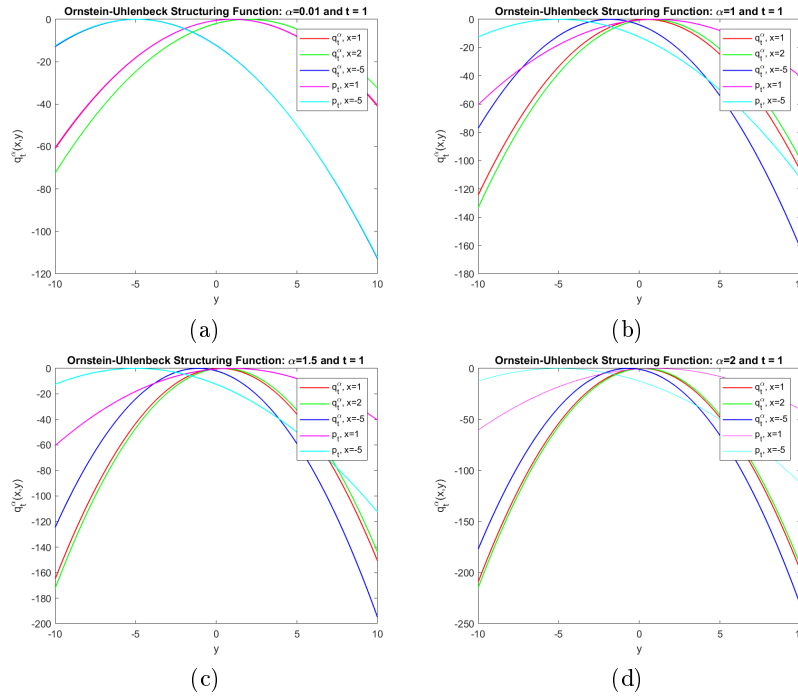 Ornstein-Uhlenbeck Structuring Function: α=0.01 and t = 1
0
-20
-40
-60
-80
-100
-120
-10
-5
0
5
10
y
q_t^α(x,y)
q_t^α, x=1
q_t^α, x=2
q_t^α, x=-5
p_t, x=1
p_t, x=-5
(a)
Ornstein-Uhlenbeck Structuring Function: α=1 and t = 1
0
-20
-40
-60
-80
-100
-120
-140
-160
-180
-10
-5
0
5
10
y
q_t^α(x,y)
q_t^α, x=1
q_t^α, x=2
q_t^α, x=-5
p_t, x=1
p_t, x=-5
(b)
Ornstein-Uhlenbeck Structuring Function: α=1.5 and t = 1
0
-20
-40
-60
-80
-100
-120
-140
-160
-180
-200
-10
-5
0
5
10
y
q_t^α(x,y)
q_t^α, x=1
q_t^α, x=2
q_t^α, x=-5
p_t, x=1
p_t, x=-5
(c)
Ornstein-Uhlenbeck Structuring Function: α=2 and t = 1
0
-50
-100
-150
-200
-250
-10
-5
0
5
10
y
q_t^α(x,y)
q_t^α, x=1
q_t^α, x=2
q_t^α, x=-5
p_t, x=1
p_t, x=-5
(d)